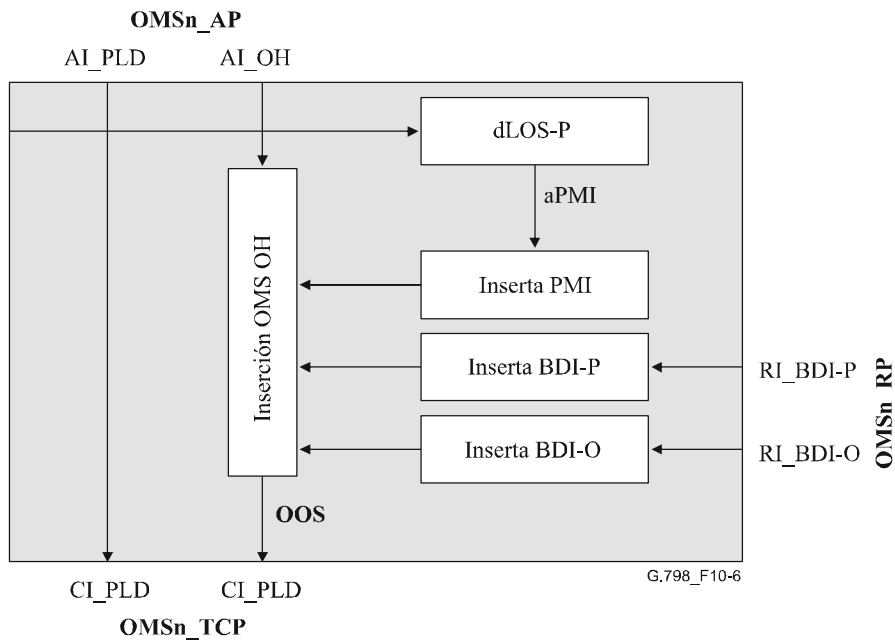 OMSn_AP
AI_PLD
AI_OH
dLOS-P
aPMI
Inserción OMS OH
Inserta PMI
Inserta BDI-P
RI_BDI-P
Inserta BDI-O
RI_BDI-O
OMSn_RP
OOS
G.798_F10-6
CI_PLD
CI_PLD
OMSn_TCP